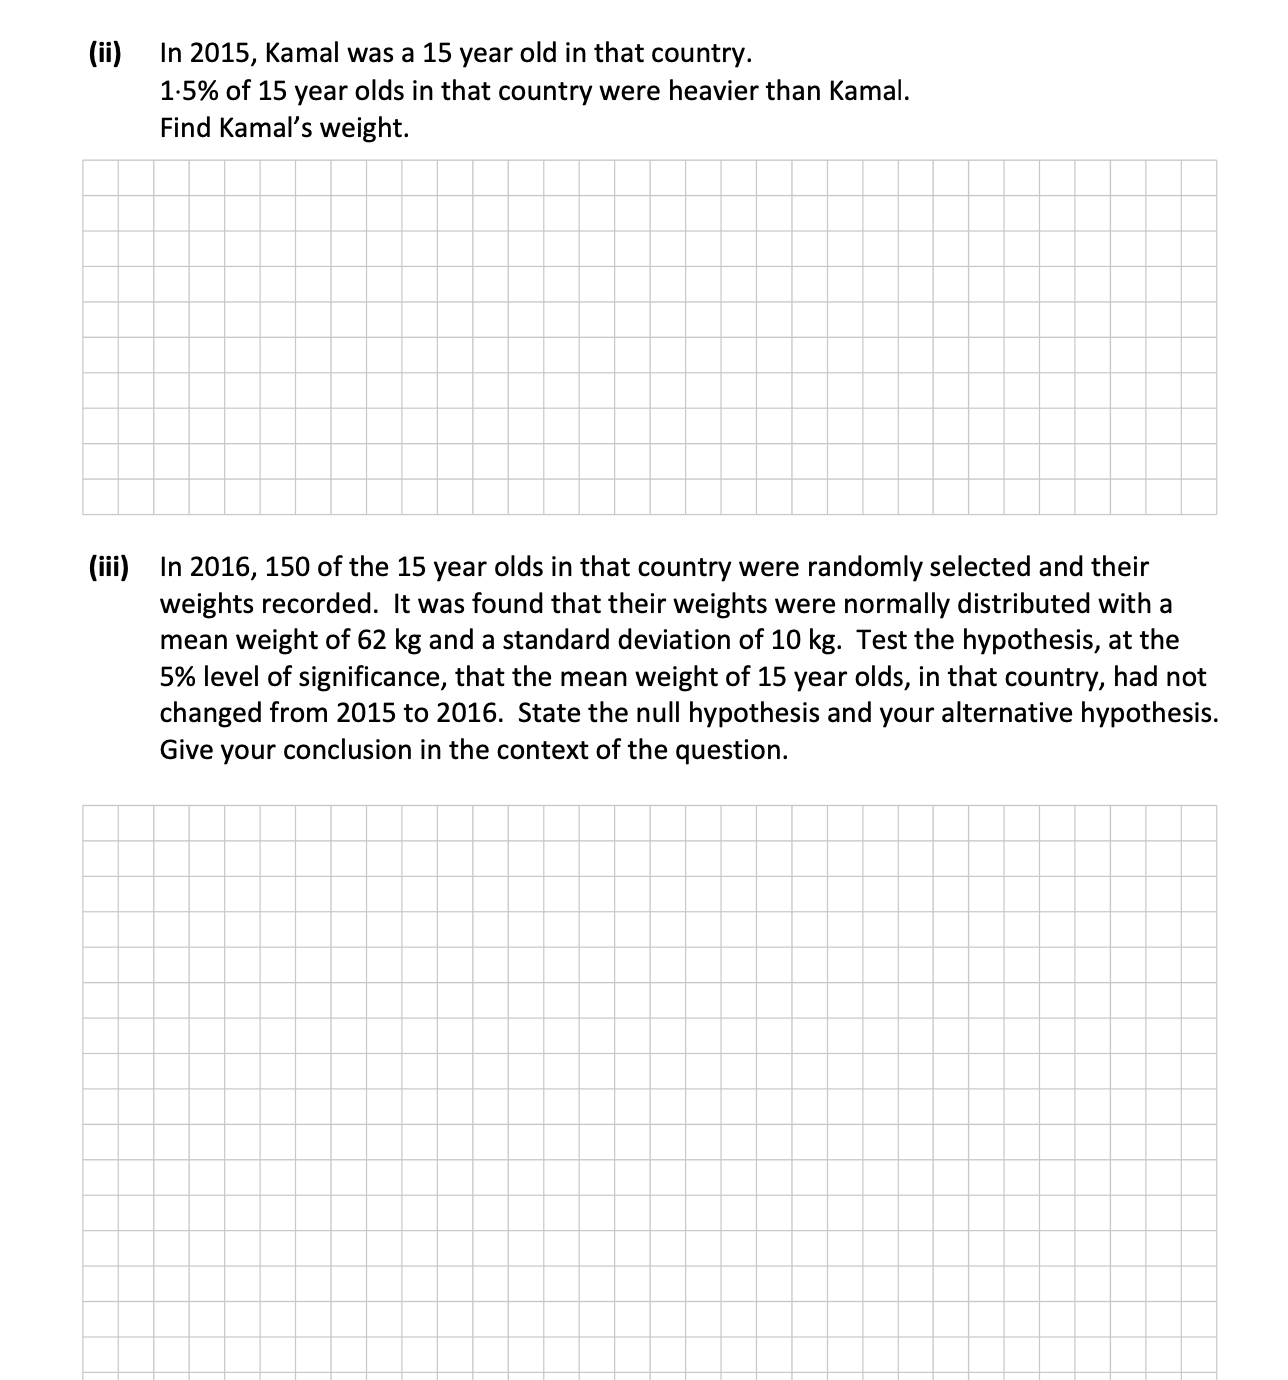 (ii) In 2015, Kamal was a 15 year old in that country.
1·5% of 15 year olds in that country were heavier than Kamal.
Find Kamal’s weight.
(iii) In 2016, 150 of the 15 year olds in that country were randomly selected and their
weights recorded. It was found that their weights were normally distributed with a
mean weight of 62 kg and a standard deviation of 10 kg. Test the hypothesis, at the
5% level of significance, that the mean weight of 15 year olds, in that country, had not
changed from 2015 to 2016. State the null hypothesis and your alternative hypothesis.
Give your conclusion in the context of the question.